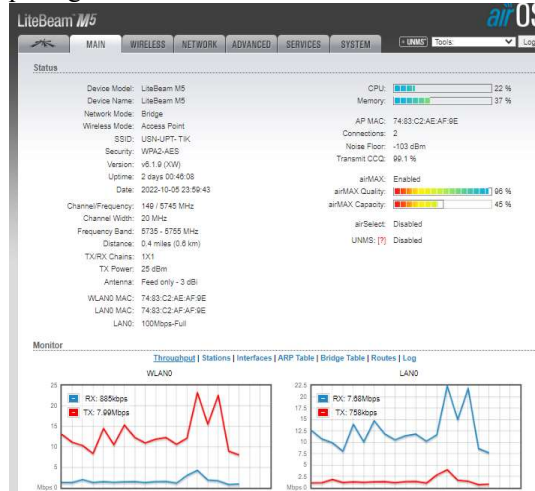 LiteBeam M5
airOS
MAIN WIRELESS NETWORK ADVANCED SERVICES SYSTEM + UNMS Tools: Log
Status
Device Model: LiteBeam M5
Device Name: LiteBeam M5
Network Mode: Bridge
Wireless Mode: Access Point
SSID: USN-UPT- TIK
Security: WPA2-AES
Version: v6.1.9 (XW)
Uptime: 2 days 00:46:08
Date: 2022-10-05 23:59:43
Channel/Frequency: 149 / 5745 MHz
Channel Width: 20 MHz
Frequency Band: 5735 - 5755 MHz
Distance: 0.4 miles (0.6 km)
TX/RX Chains: 1X1
TX Power: 25 dBm
Antenna: Feed only - 3 dBi
WLAN0 MAC: 74:83:C2:AE:AF:9E
LAN0 MAC: 74:83:C2:AF:AF:9E
LAN0: 100Mbps-Full
CPU: 22 %
Memory: 37 %
AP MAC: 74:83:C2:AE:AF:9E
Connections: 2
Noise Floor: -103 dBm
Transmit CCQ: 99.1 %
airMAX: Enabled
airMAX Quality: 96 %
airMAX Capacity: 45 %
airSelect: Disabled
UNMS: [?] Disabled
Monitor
Throughput | Stations | Interfaces | ARP Table | Bridge Table | Routes | Log
WLAN0
25
RX: 885kbps
20
TX: 7.99Mbps
15
10
5
Mbps 0
LAN0
22.5
20
RX: 7.68Mbps
17.5
TX: 758kbps
15
12.5
10
7.5
5
2.5
Mbps 0